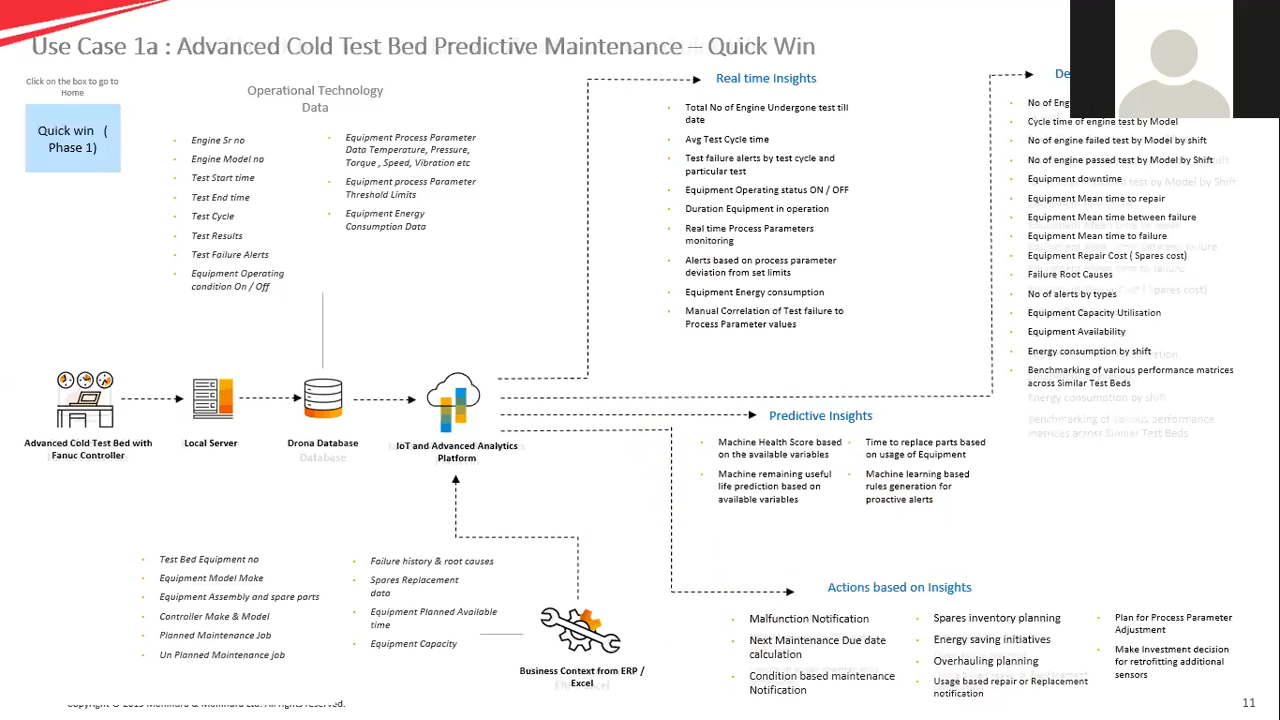 Use Case 1a : Advanced Cold Test Bed Predictive Maintenance – Quick Win
Click on the box to go to
Home
Quick win (
Phase 1)
Operational Technology
Data
Engine Sr no
Engine Model no
Test Start time
Test End time
Test Cycle
Test Results
Test Failure Alerts
Equipment Operating
condition On / Off
Equipment Process Parameter
Data Temperature, Pressure,
Torque , Speed, Vibration etc
Equipment process Parameter
Threshold Limits
Equipment Energy
Consumption Data
Real time Insights
Total No of Engine Undergone test till
date
Avg Test Cycle time
Test failure alerts by test cycle and
particular test
Equipment Operating status ON / OFF
Duration Equipment in operation
Real time Process Parameters
monitoring
Alerts based on process parameter
deviation from set limits
Equipment Energy consumption
Manual Correlation of Test failure to
Process Parameter values
No of
Cycle time of engine test by Model
No of engine failed test by Model by shift
No of engine passed test by Model by Shift
Equipment downtime
Equipment Mean time to repair
Equipment Mean time between failure
Equipment Mean time to failure
Equipment Repair Cost ( Spares cost)
Failure Root Causes
No of alerts by types
Equipment Capacity Utilisation
Equipment Availability
Energy consumption by shift
Benchmarking of various performance matrices
across Similar Test Beds
Advanced Cold Test Bed with
Fanuc Controller
Local Server
Drona Database
IoT and Advanced Analytics
Platform
Predictive Insights
Machine Health Score based
on the available variables
Machine remaining useful
life prediction based on
available variables
Time to replace parts based
on usage of Equipment
Machine learning based
rules generation for
proactive alerts
Test Bed Equipment no
Equipment Model Make
Equipment Assembly and spare parts
Controller Make & Model
Planned Maintenance Job
Un Planned Maintenance job
Failure history & root causes
Spares Replacement
data
Equipment Planned Available
time
Equipment Capacity
Business Context from ERP /
Excel
Actions based on Insights
Malfunction Notification
Next Maintenance Due date
calculation
Condition based maintenance
Notification
Spares inventory planning
Energy saving initiatives
Overhauling planning
Usage based repair or Replacement
notification
Plan for Process Parameter
Adjustment
Make Investment decision
for retrofitting additional
sensors
Copyright © 2019 Mahindra & Mahindra Ltd. All rights reserved.
11